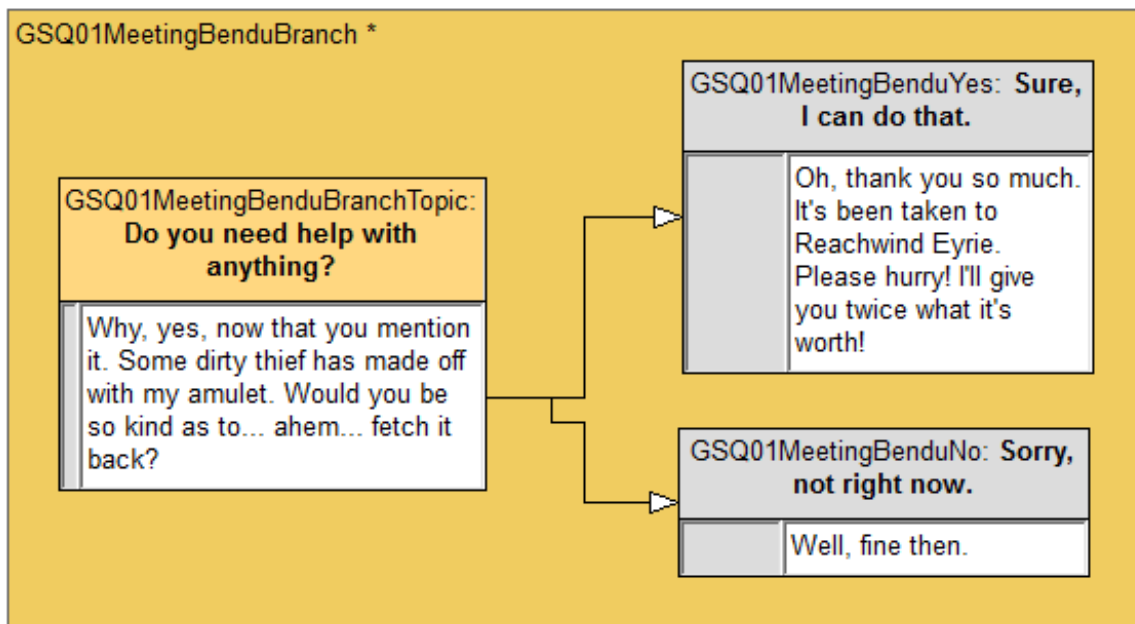 GSQ01MeetingBenduBranch *
GSQ01MeetingBenduBranchTopic:
Do you need help with
anything?
Why, yes, now that you mention
it. Some dirty thief has made off
with my amulet. Would you be
so kind as to... ahem... fetch it
back?
GSQ01MeetingBenduYes: Sure,
I can do that.
Oh, thank you so much.
It's been taken to
Reachwind Eyrie.
Please hurry! I'll give
you twice what it's
worth!
GSQ01MeetingBenduNo: Sorry,
not right now.
Well, fine then.